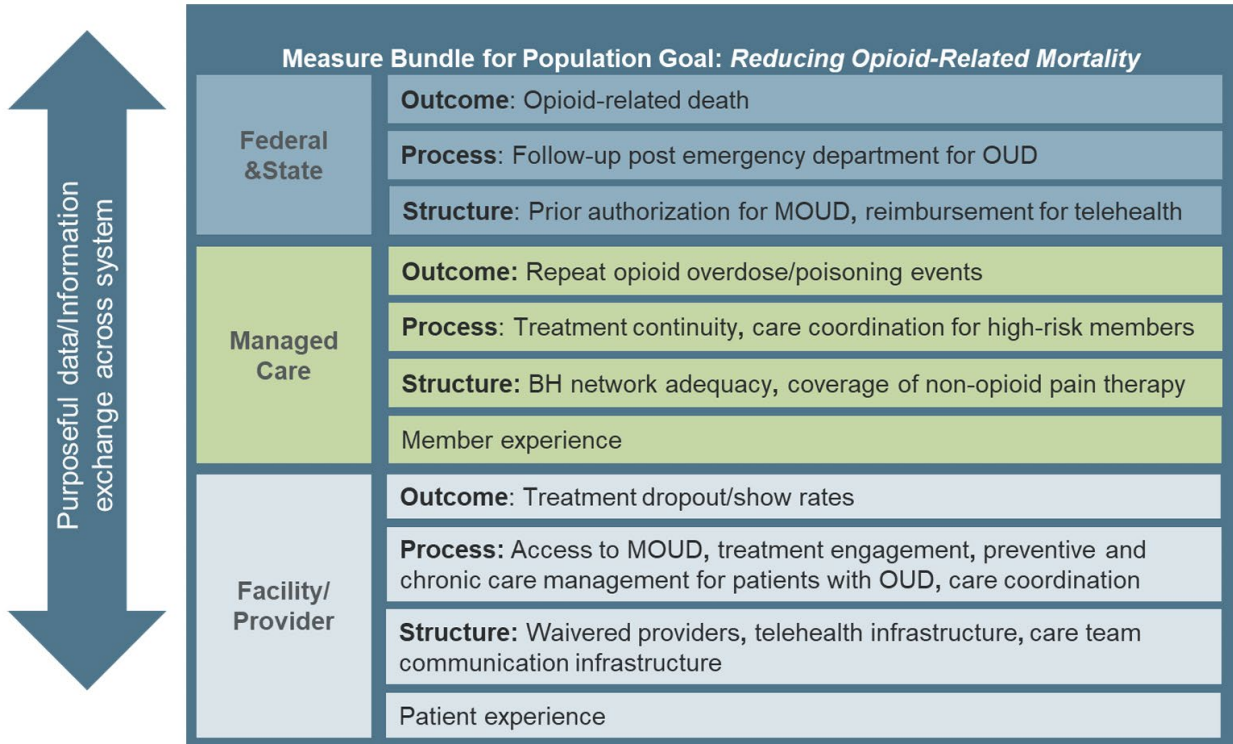 Purposeful data/Information
exchange across system
Measure Bundle for Population Goal: Reducing Opioid-Related Mortality
Federal
&State
Outcome: Opioid-related death
Process: Follow-up post emergency department for OUD
Structure: Prior authorization for MOUD, reimbursement for telehealth
Managed
Care
Outcome: Repeat opioid overdose/poisoning events
Process: Treatment continuity, care coordination for high-risk members
Structure: BH network adequacy, coverage of non-opioid pain therapy
Member experience
Facility/
Provider
Outcome: Treatment dropout/show rates
Process: Access to MOUD, treatment engagement, preventive and
chronic care management for patients with OUD, care coordination
Structure: Waivered providers, telehealth infrastructure, care team
communication infrastructure
Patient experience